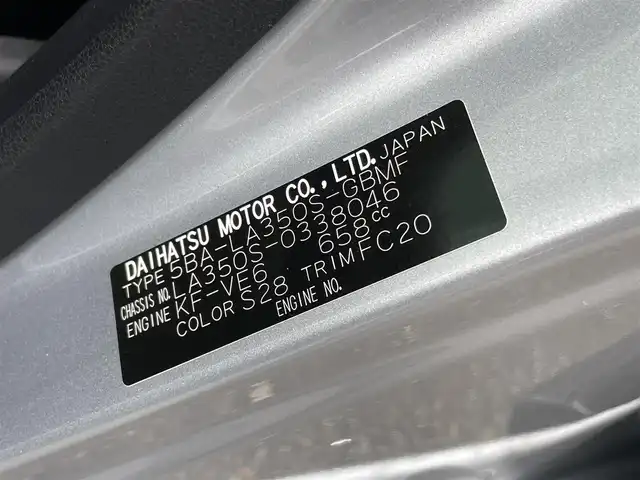 DAIHATSU MOTOR CO., LTD. JAPAN
TYPE 5BA-LA350S-GBMF
CHASSIS NO. LA350S-0338046
ENGINE KF-VE6 658cc
COLOR S28 TRIM FC20
ENGINE NO.